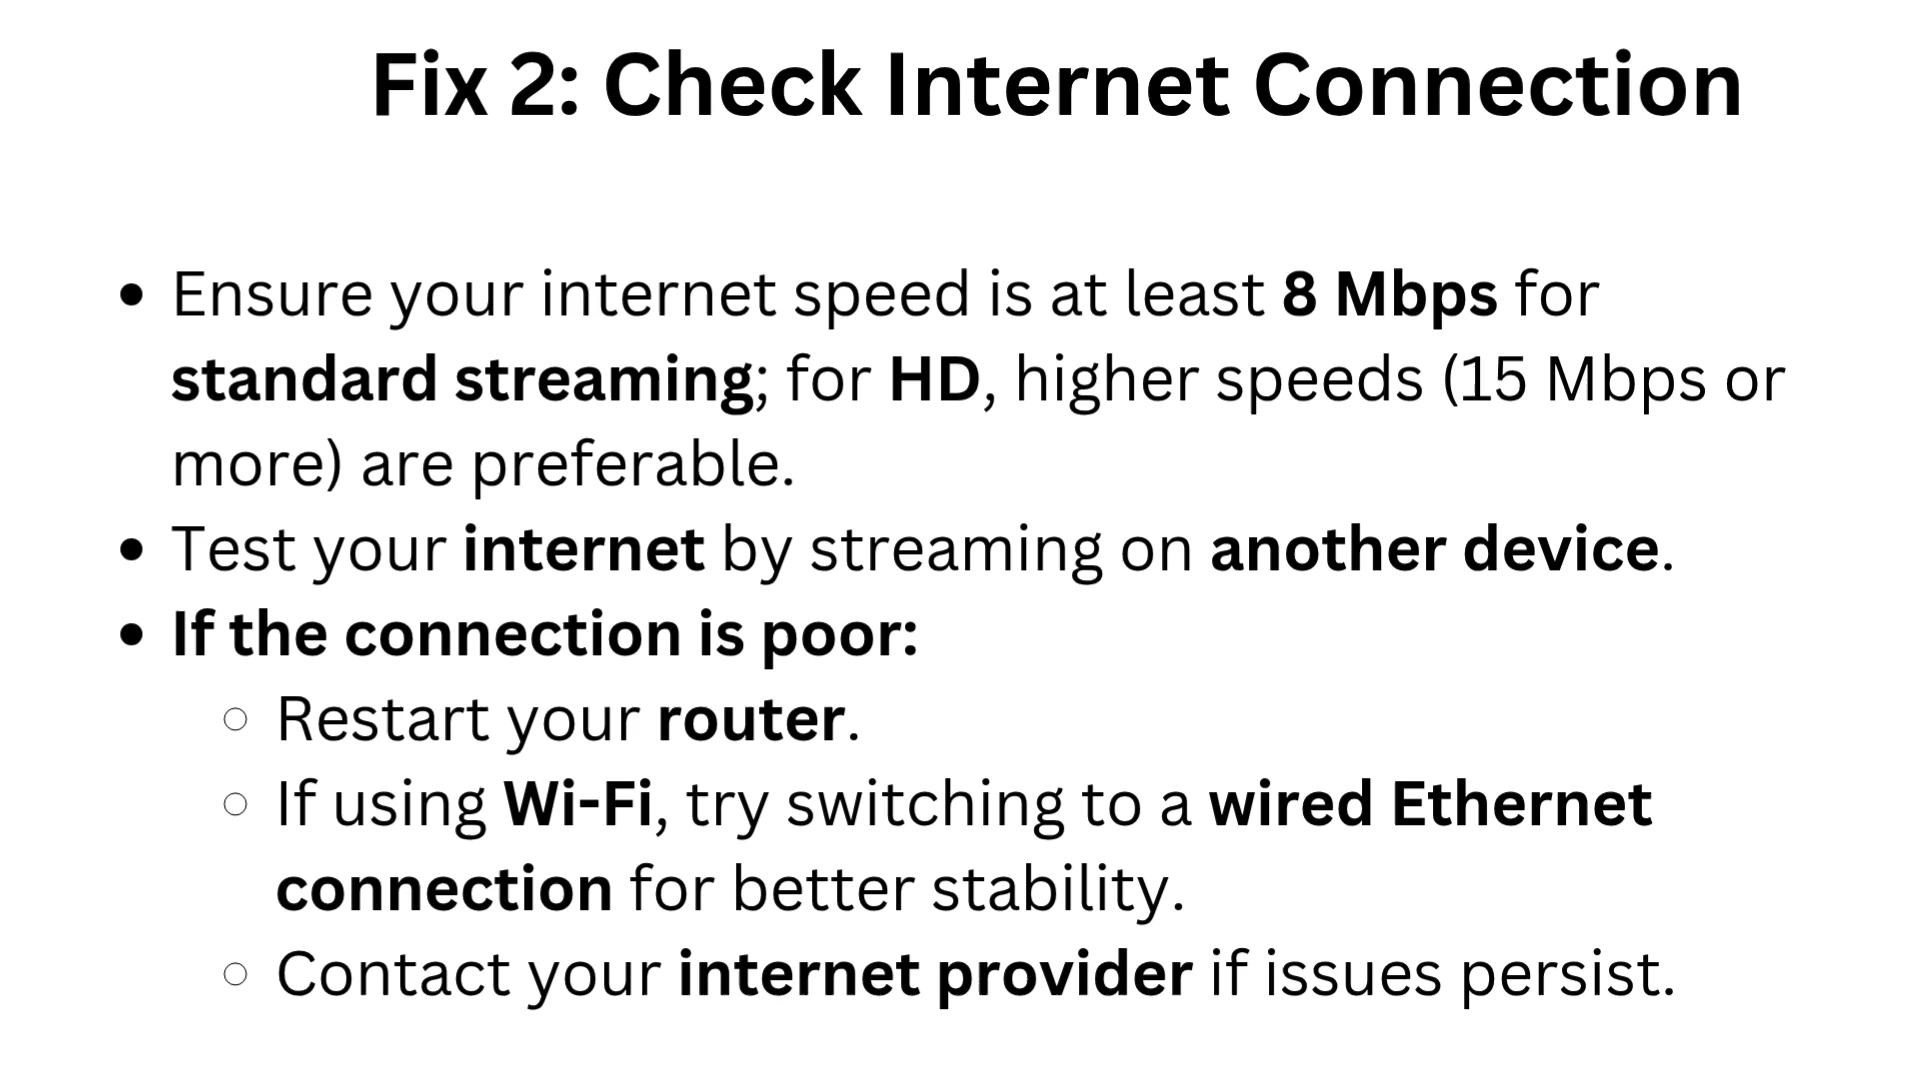 Fix 2: Check Internet Connection
• Ensure your internet speed is at least 8 Mbps for
standard streaming; for HD, higher speeds (15 Mbps or
more) are preferable.
• Test your internet by streaming on another device.
• If the connection is poor:
○ Restart your router.
○ If using Wi-Fi, try switching to a wired Ethernet
connection for better stability.
○ Contact your internet provider if issues persist.